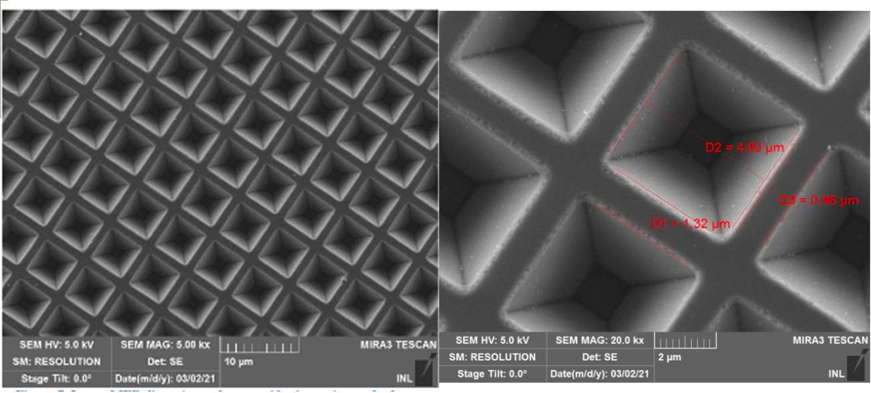 SEM HV: 5.0 kV SEM MAG: 5.00 kx MIRA3 TESCAN
SM: RESOLUTION Det: SE 10 µm
Stage Tilt: 0.0° Date(m/d/y): 03/02/21 INL
D2 = 4.63 µm
D3 = 0.96 µm
D1 = 1.32 µm
SEM HV: 5.0 kV SEM MAG: 20.0 kx MIRA3 TESCAN
SM: RESOLUTION Det: SE 2 µm
Stage Tilt: 0.0° Date(m/d/y): 03/02/21 INL